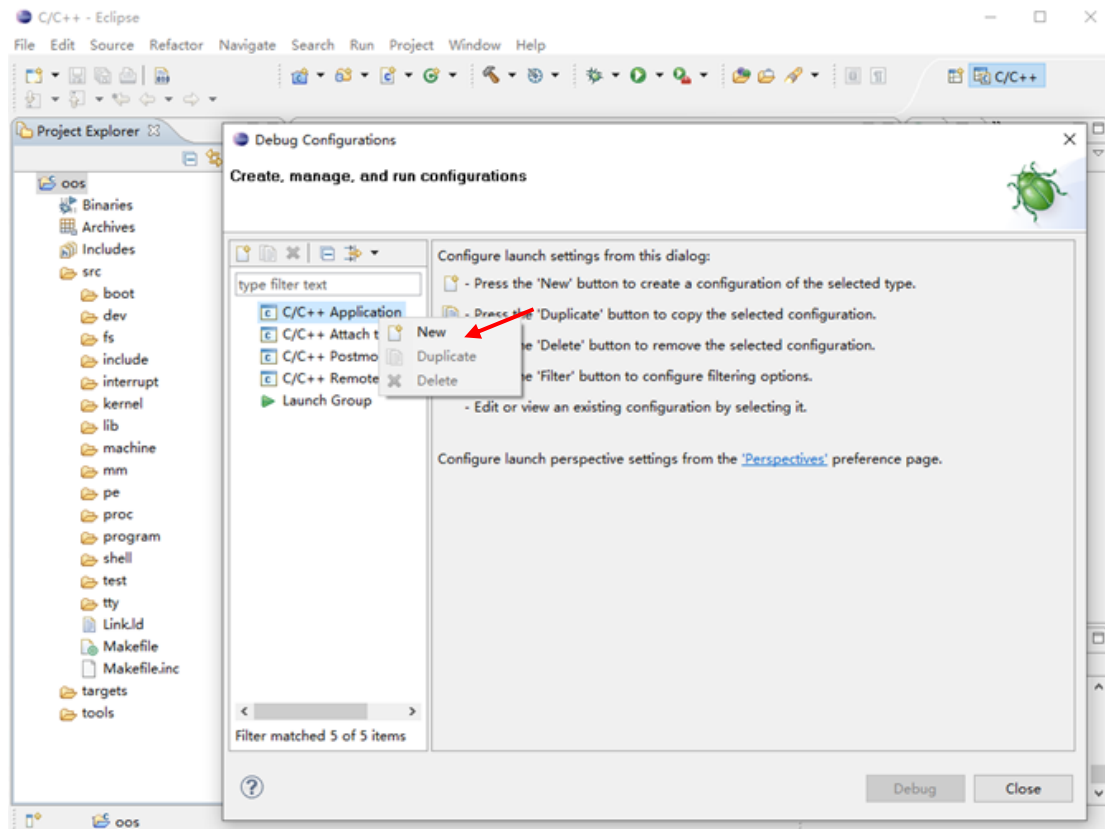 C/C++ - Eclipse
File Edit Source Refactor Navigate Search Run Project Window Help
C/C++
Project Explorer
oos
Binaries
Archives
Includes
src
boot
dev
fs
include
interrupt
kernel
lib
machine
mm
pe
proc
program
shell
test
tty
Link.ld
Makefile
Makefile.inc
targets
tools
oos
Debug Configurations
Create, manage, and run configurations
type filter text
C/C++ Application
C/C++ Attach t
C/C++ Postmo
C/C++ Remote
Launch Group
Filter matched 5 of 5 items
New
Duplicate
Delete
Configure launch settings from this dialog:
- Press the 'New' button to create a configuration of the selected type.
- Press the 'Duplicate' button to copy the selected configuration.
'Delete' button to remove the selected configuration.
'Filter' button to configure filtering options.
- Edit or view an existing configuration by selecting it.
Configure launch perspective settings from the 'Perspectives' preference page.
Debug
Close